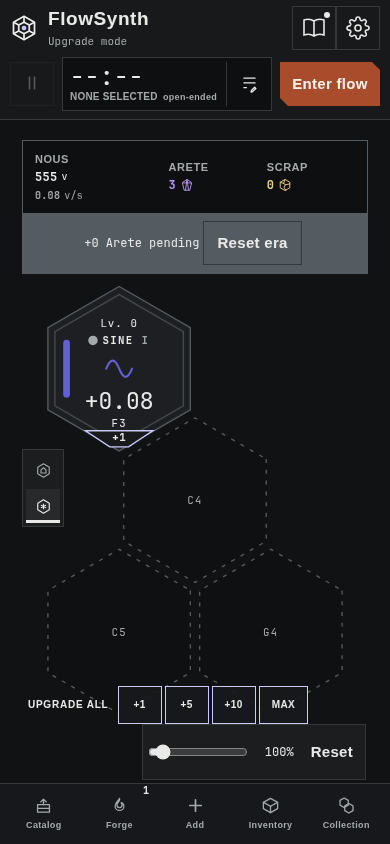 FlowSynth
Upgrade mode
--:--
NONE SELECTED open-ended
Enter flow
NOUS
555 v
0.08 v/s
ARETE
3
SCRAP
0
+0 Arete pending
Reset era
Lv. 0
SINE I
+0.08
F3
+1
C4
C5
G4
UPGRADE ALL
+1
+5
+10
MAX
100%
Reset
1
Catalog
Forge
Add
Inventory
Collection